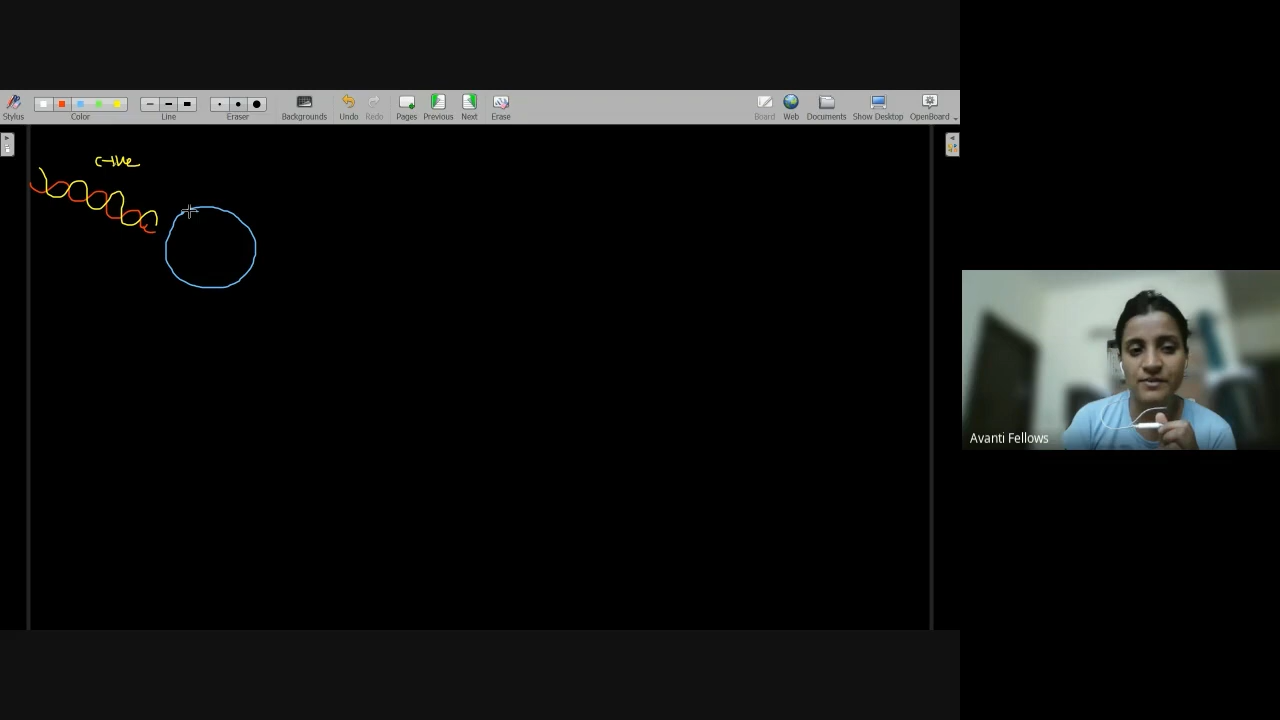 Stylus
Color
Line
Eraser
Backgrounds
Undo
Redo
Pages
Previous
Next
Erase
Board
Web
Documents
Show Desktop
OpenBoard
Avanti Fellows